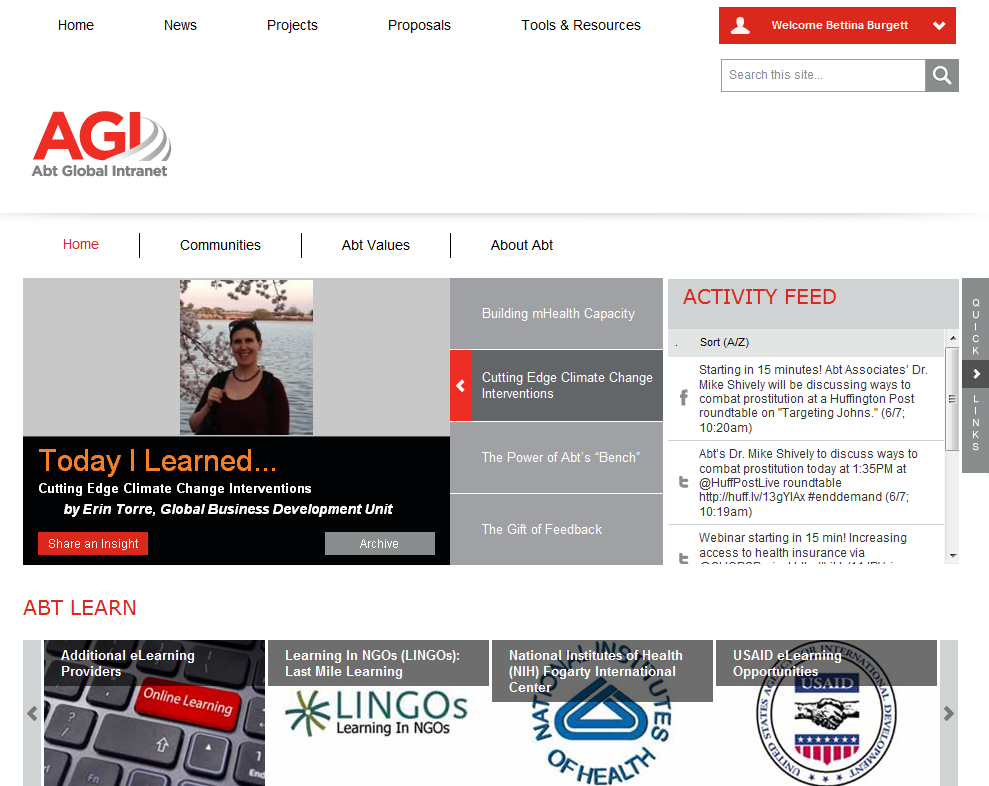 Home
News
Projects
Proposals
Tools & Resources
Welcome Bettina Burgett
Search this site...
AGI
Abt Global Intranet
Home
Communities
Abt Values
About Abt
Today I Learned...
Cutting Edge Climate Change Interventions
by Erin Torre, Global Business Development Unit
Share an Insight
Archive
Building mHealth Capacity
Cutting Edge Climate Change
Interventions
The Power of Abt's “Bench”
The Gift of Feedback
ACTIVITY FEED
. Sort (A/Z)
Starting in 15 minutes! Abt Associates’ Dr.
Mike Shively will be discussing ways to
combat prostitution at a Huffington Post
roundtable on "Targeting Johns." (6/7;
10:20am)
Abt’s Dr. Mike Shively to discuss ways to
combat prostitution today at 1:35PM at
@HuffPostLive roundtable
http://huff.lv/13gYlAx #enddemand (6/7;
10:19am)
Webinar starting in 15 min! Increasing
access to health insurance via
QUICK
LINKS
ABT LEARN
Additional eLearning
Providers
Online Learning
?
/
Fn
End
1
Learning In NGOs (LINGOs):
Last Mile Learning
LINGOs
Learning In NGOs
National Institutes of Health
(NIH) Fogarty International
Center
NATIONAL INSTITUTES
OF HEALTH
USAID eLearning
Opportunities
USAID
UNITED STATES AGENCY FOR INTERNATIONAL DEVELOPMENT